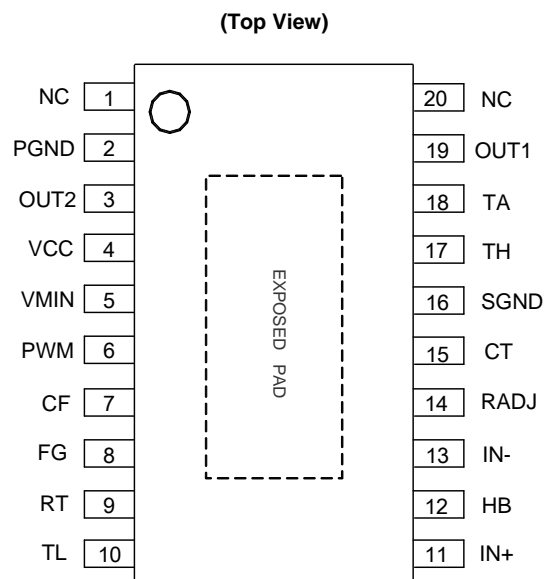 (Top View)
NC 1
20 NC
PGND 2
19 OUT1
OUT2 3
18 TA
VCC 4
17 TH
VMIN 5
16 SGND
PWM 6
15 CT
CF 7
14 RADJ
FG 8
13 IN-
RT 9
12 HB
TL 10
11 IN+
EXPOSED PAD